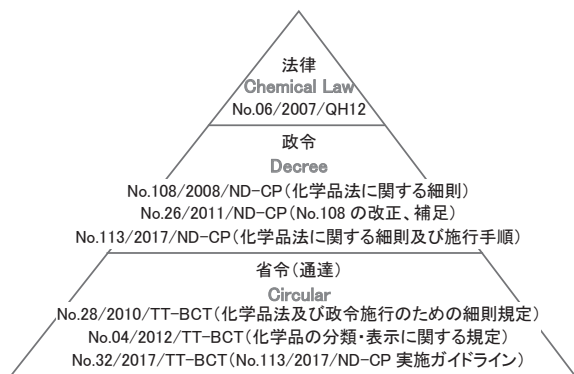 法律
Chemical Law
No.06/2007/QH12
政令
Decree
No.108/2008/ND-CP（化学品法に関する細則）
No.26/2011/ND-CP（No.108 の改正、補足）
No.113/2017/ND-CP（化学品法に関する細則及び施行手順）
省令（通達）
Circular
No.28/2010/TT-BCT（化学品法及び政令施行のための細則規定）
No.04/2012/TT-BCT（化学品の分類・表示に関する規定）
No.32/2017/TT-BCT（No.113/2017/ND-CP 実施ガイドライン）